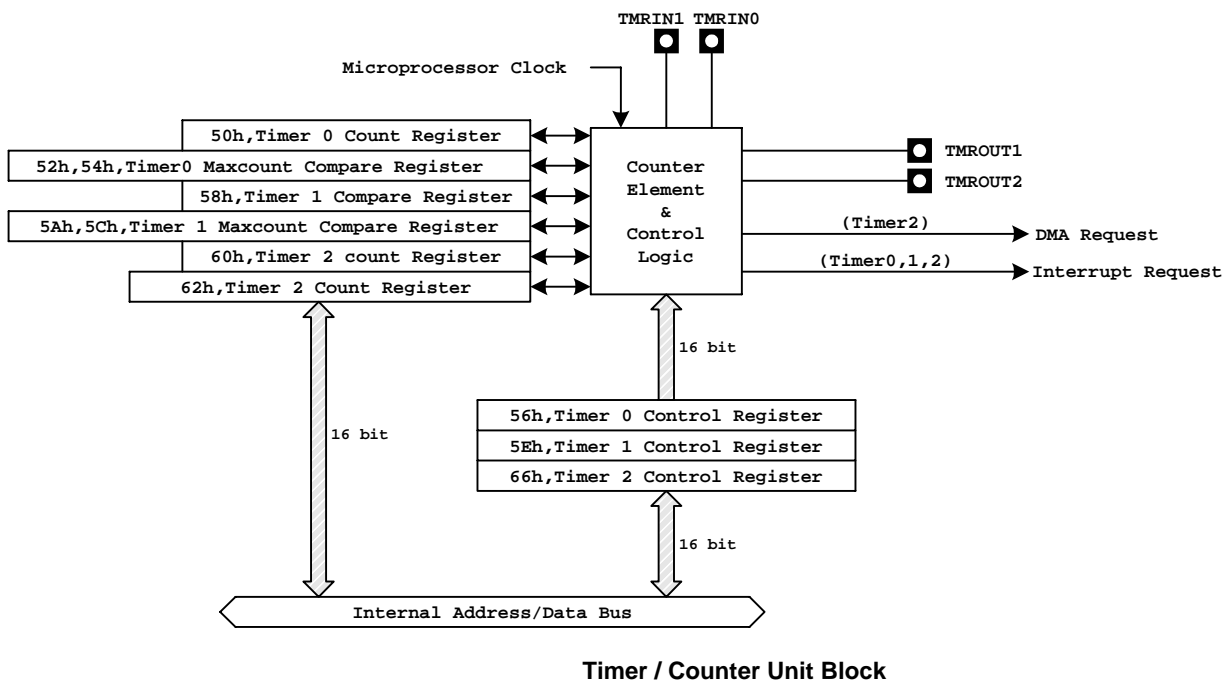 TMRIN1 TMRIN0
Microprocessor Clock
50h,Timer 0 Count Register
52h,54h,Timer0 Maxcount Compare Register
58h,Timer 1 Compare Register
5Ah,5Ch,Timer 1 Maxcount Compare Register
60h,Timer 2 count Register
62h,Timer 2 Count Register
Counter
Element
&
Control
Logic
TMROUT1
TMROUT2
(Timer2)
DMA Request
(Timer0,1,2)
Interrupt Request
16 bit
56h,Timer 0 Control Register
5Eh,Timer 1 Control Register
66h,Timer 2 Control Register
16 bit
16 bit
Internal Address/Data Bus
Timer / Counter Unit Block